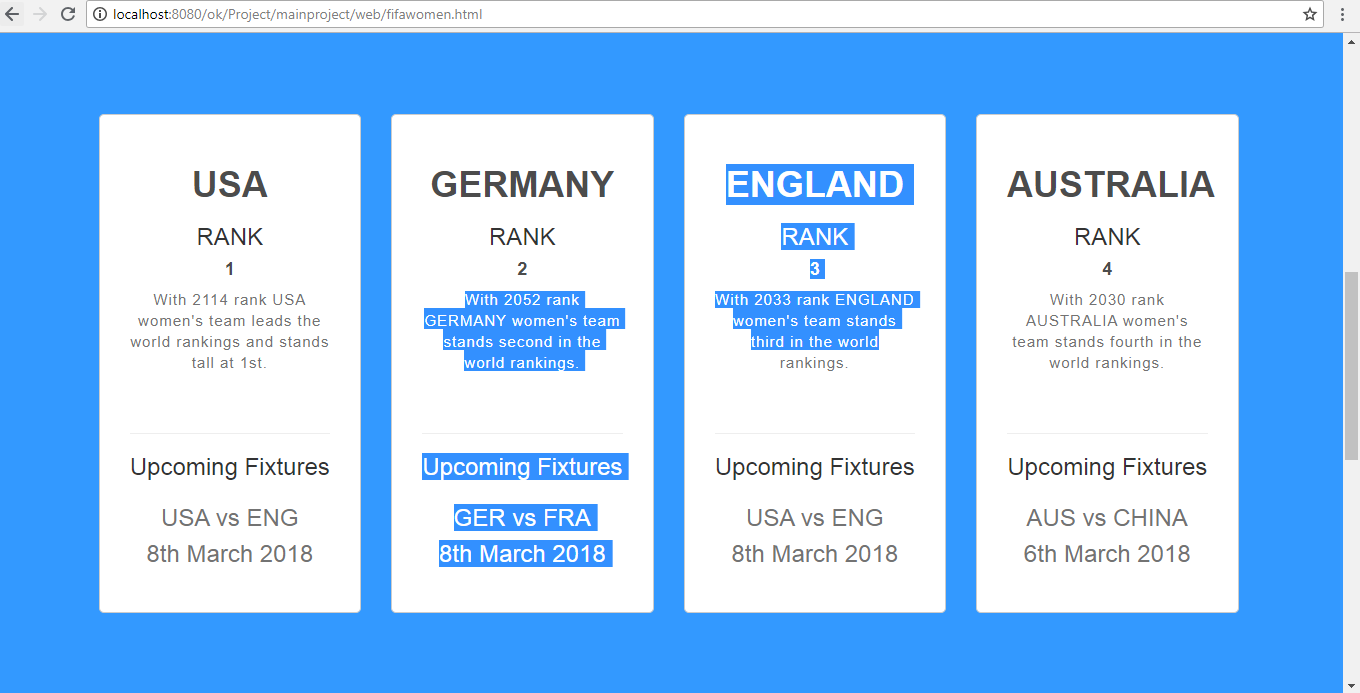 localhost:8080/ok/Project/mainproject/web/fifawomen.html
USA
RANK
1
With 2114 rank USA
women's team leads the
world rankings and stands
tall at 1st.
Upcoming Fixtures
USA vs ENG
8th March 2018
GERMANY
RANK
2
With 2052 rank
GERMANY women's team
stands second in the
world rankings.
Upcoming Fixtures
GER vs FRA
8th March 2018
ENGLAND
RANK
3
With 2033 rank ENGLAND
women's team stands
third in the world
rankings.
Upcoming Fixtures
USA vs ENG
8th March 2018
AUSTRALIA
RANK
4
With 2030 rank
AUSTRALIA women's
team stands fourth in the
world rankings.
Upcoming Fixtures
AUS vs CHINA
6th March 2018